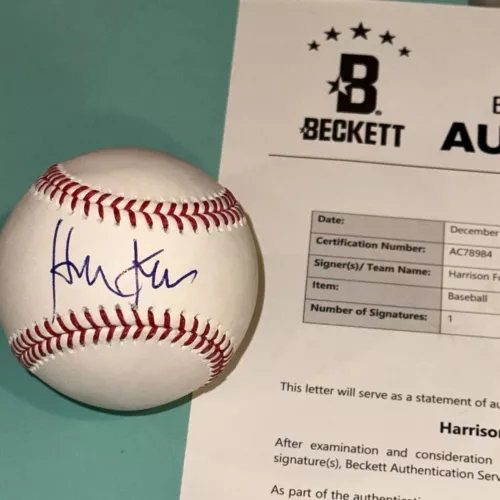 BECKETT
B
AU
Date: December
Certification Number: AC78984
Signer(s)/ Team Name: Harrison
Item: Baseball
Number of Signatures: 1
This letter will serve as a statement of
Harrison
After examination and consideration
signature(s), Beckett Authentication
As part of the